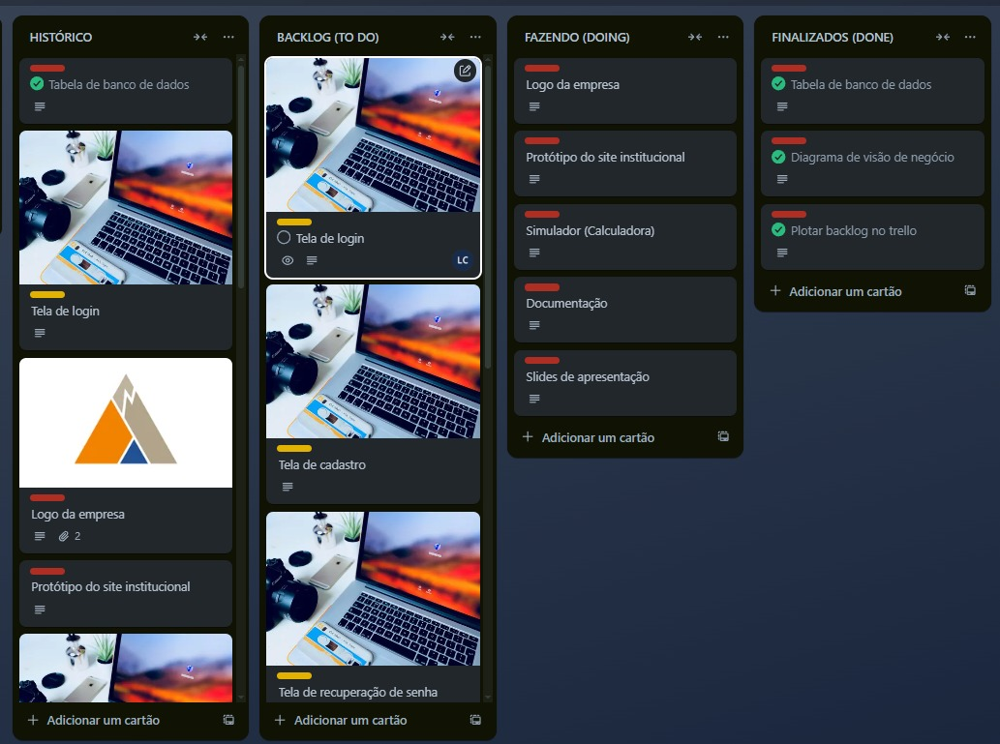 HISTÓRICO
Tabela de banco de dados
Tela de login
Logo da empresa
2
Protótipo do site institucional
Adicionar um cartão
BACKLOG (TO DO)
Tela de login
LC
Tela de cadastro
Tela de recuperação de senha
Adicionar um cartão
FAZENDO (DOING)
Logo da empresa
Protótipo do site institucional
Simulador (Calculadora)
Documentação
Slides de apresentação
Adicionar um cartão
FINALIZADOS (DONE)
Tabela de banco de dados
Diagrama de visão de negócio
Plotar backlog no trello
Adicionar um cartão